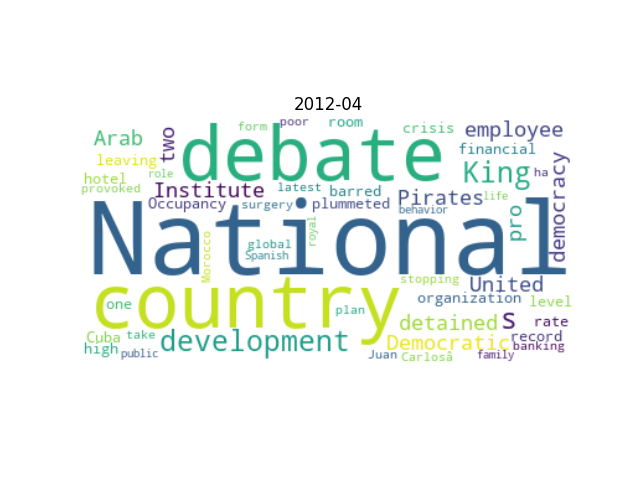 2012-04
form poor room crisis
Arab two debate employee
leaving financial
hotel role King ha
provoked Institute latest barred Pirates life democracy
Occupancy surgery plummeted behavior pro
National
royal
global
Spanish
Morocco
country stopping United
one plan organization level
detained s rate
Cuba take development Democratic record
high public Juan Carlosâ family banking